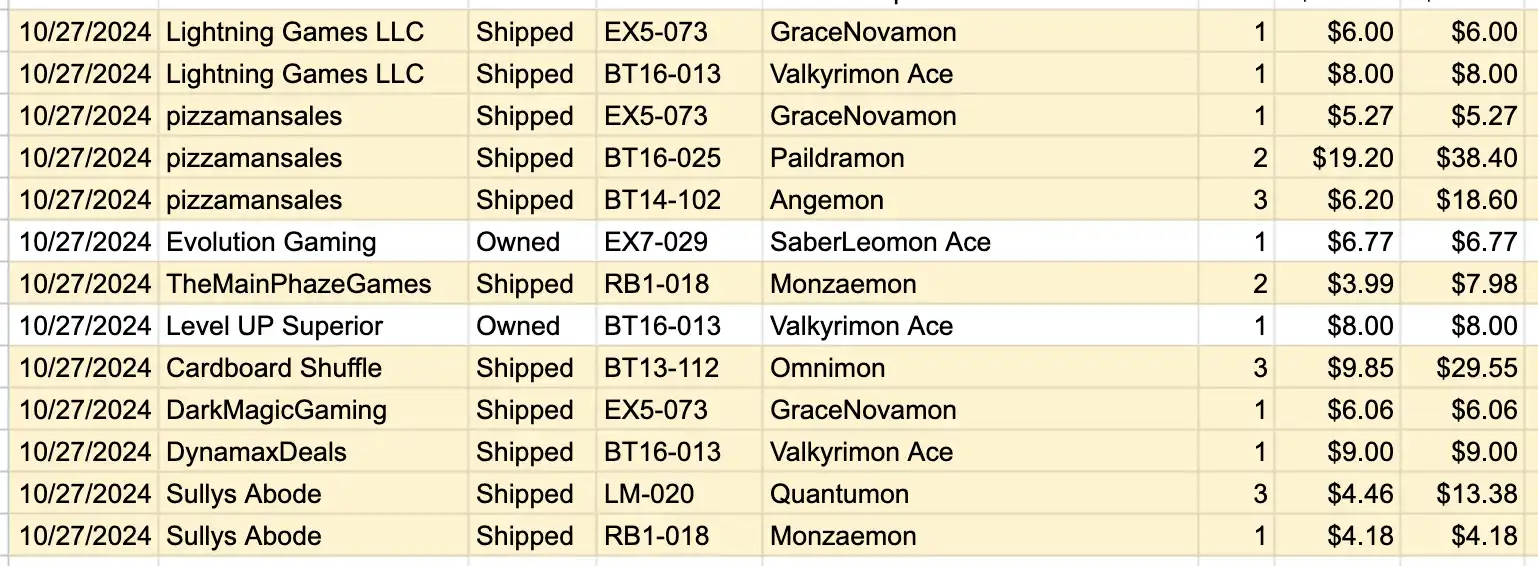 10/27/2024 Lightning Games LLC Shipped EX5-073 GraceNovamon 1 $6.00 $6.00
10/27/2024 Lightning Games LLC Shipped BT16-013 Valkyrimon Ace 1 $8.00 $8.00
10/27/2024 pizzamansales Shipped EX5-073 GraceNovamon 1 $5.27 $5.27
10/27/2024 pizzamansales Shipped BT16-025 Paildramon 2 $19.20 $38.40
10/27/2024 pizzamansales Shipped BT14-102 Angemon 3 $6.20 $18.60
10/27/2024 Evolution Gaming Owned EX7-029 SaberLeomon Ace 1 $6.77 $6.77
10/27/2024 TheMainPhazeGames Shipped RB1-018 Monzaemon 2 $3.99 $7.98
10/27/2024 Level UP Superior Owned BT16-013 Valkyrimon Ace 1 $8.00 $8.00
10/27/2024 Cardboard Shuffle Shipped BT13-112 Omnimon 3 $9.85 $29.55
10/27/2024 DarkMagicGaming Shipped EX5-073 GraceNovamon 1 $6.06 $6.06
10/27/2024 DynamaxDeals Shipped BT16-013 Valkyrimon Ace 1 $9.00 $9.00
10/27/2024 Sullys Abode Shipped LM-020 Quantumon 3 $4.46 $13.38
10/27/2024 Sullys Abode Shipped RB1-018 Monzaemon 1 $4.18 $4.18